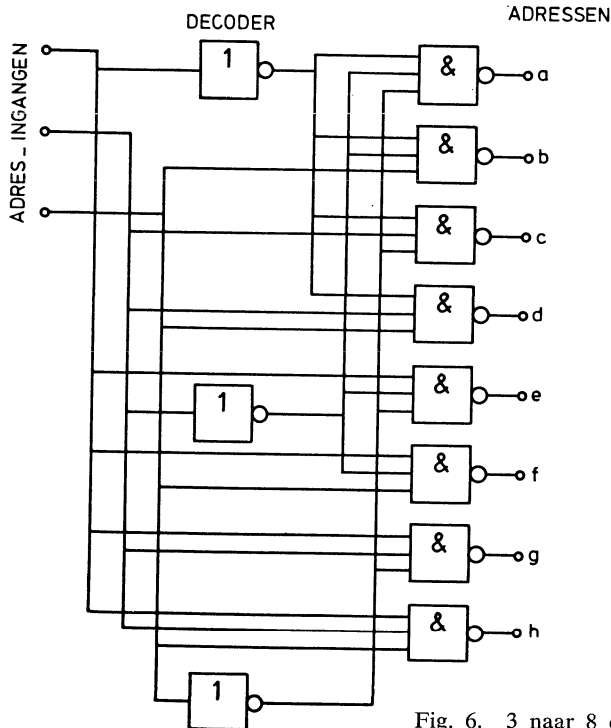 ADRESSEN
DECODER
ADRES_INGANGEN
1
&
a
&
b
&
c
&
d
&
e
1
&
f
&
g
&
h
1
Fig. 6. 3 naar 8